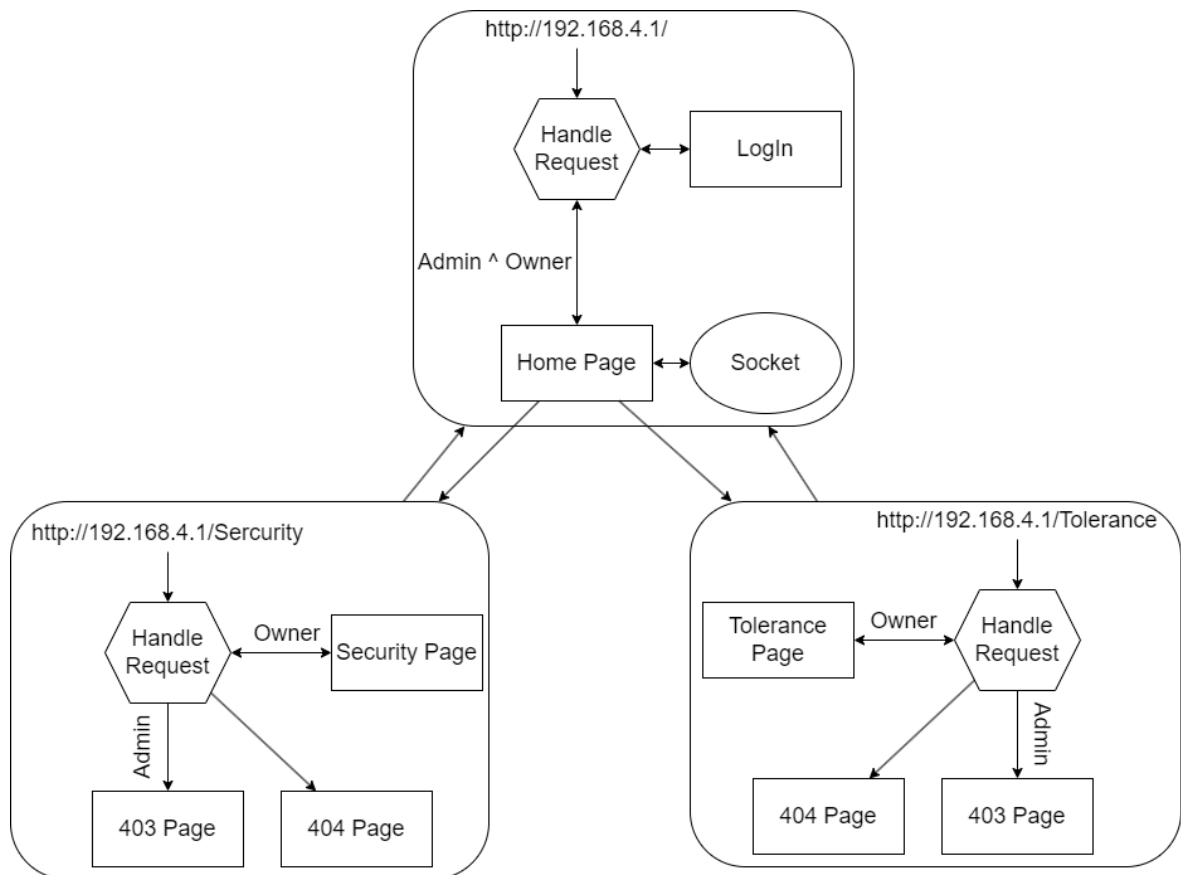 http://192.168.4.1/
Handle
Request
LogIn
Admin ^ Owner
Home Page
Socket
http://192.168.4.1/Sercurity
Handle
Request
Owner
Security Page
Admin
403 Page
404 Page
http://192.168.4.1/Tolerance
Tolerance
Page
Owner
Handle
Request
Admin
404 Page
403 Page